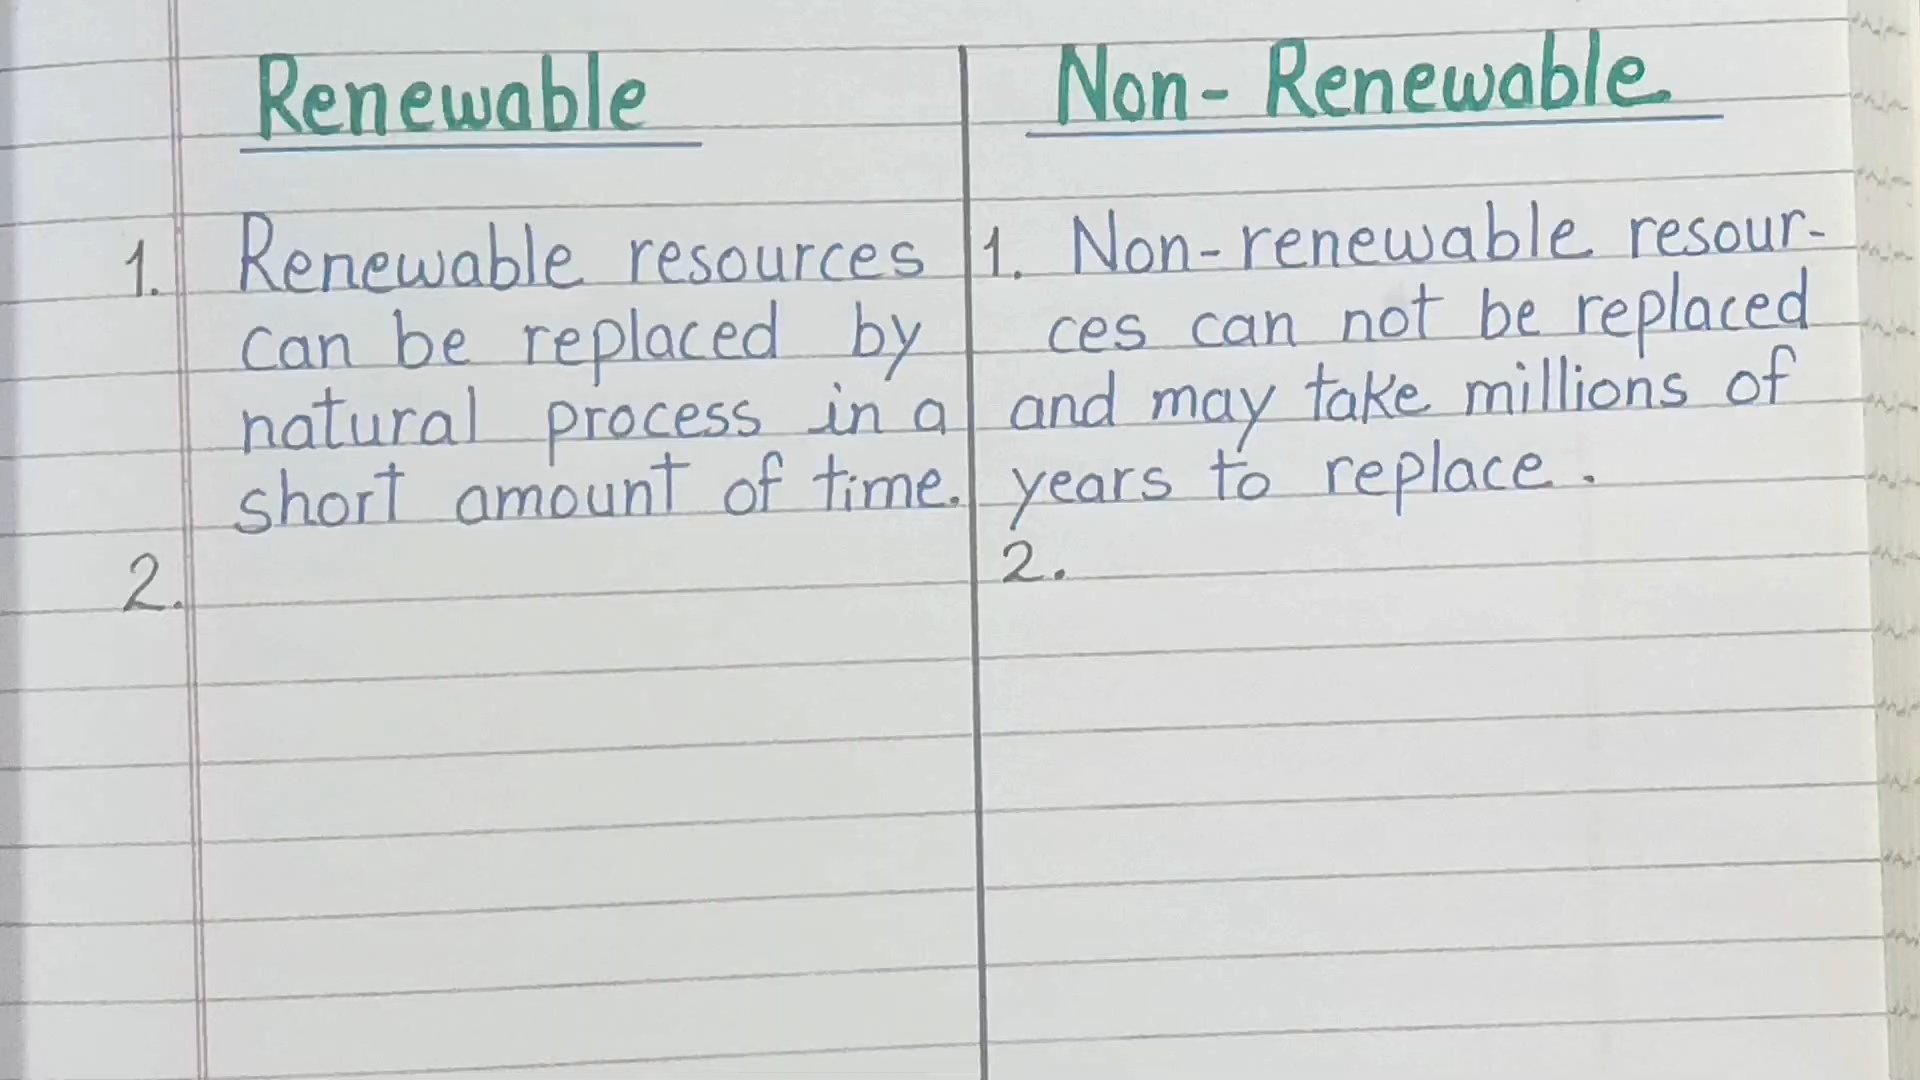 Renewable
1. Renewable resources
can be replaced by
natural process in a
short amount of time.
2.
Non-Renewable
1. Non-renewable resour-
ces can not be replaced
and may take millions of
years to replace.
2.